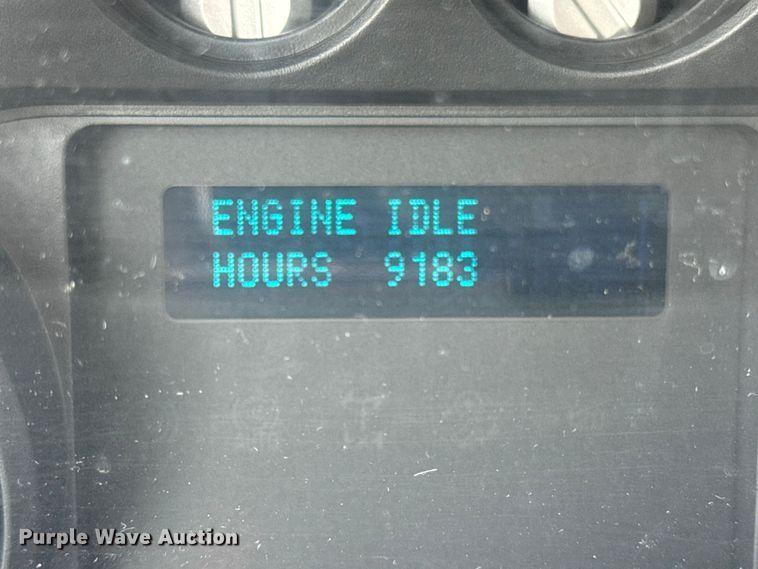 ENGINE IDLE
HOURS 9183
Purple Wave Auction